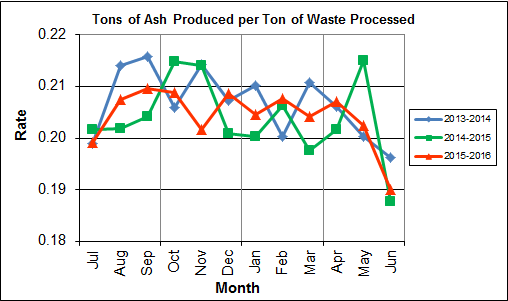 Tons of Ash Produced per Ton of Waste Processed
0.22
0.21
0.20
0.19
0.18
Rate
Jul Aug Sep Oct Nov Dec Jan Feb Mar Apr May Jun
Month
2013-2014
2014-2015
2015-2016